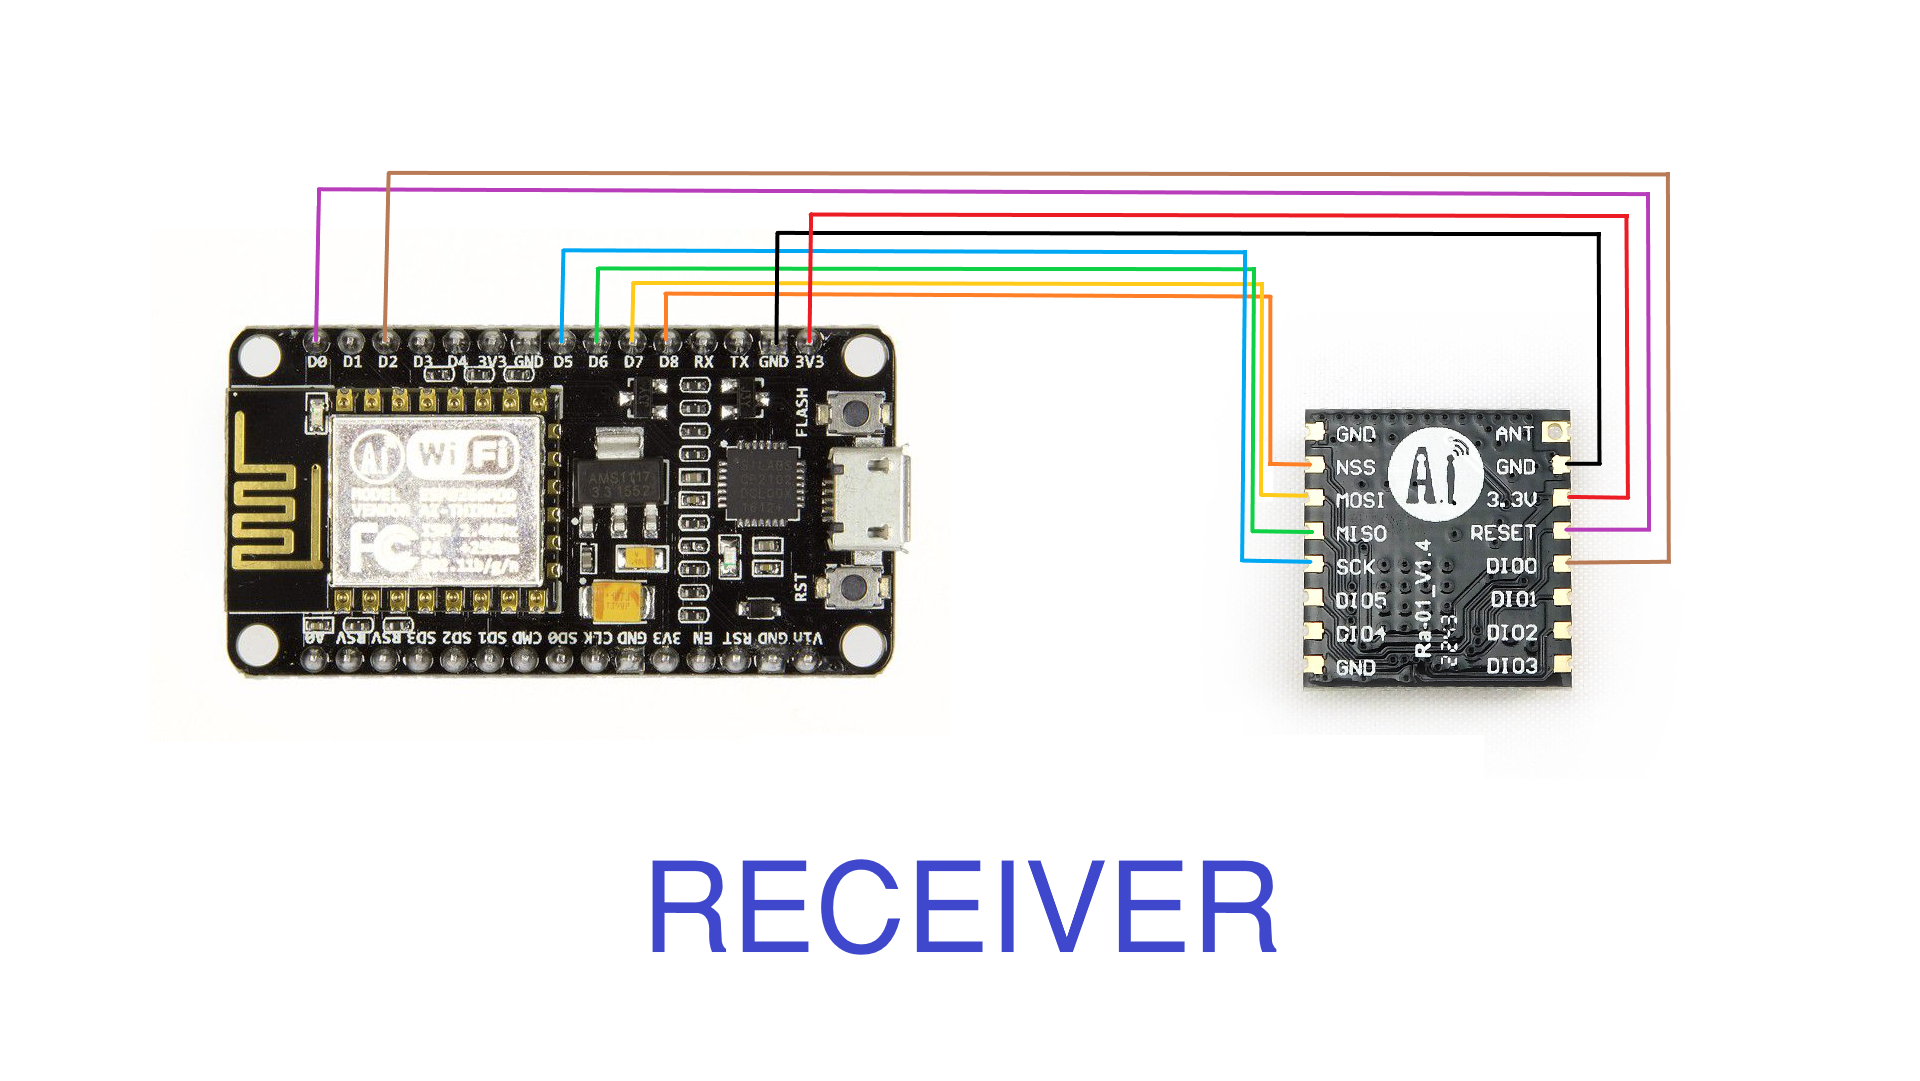 D0 D1 D2 D3 D4 3V3 GND D5 D6 D7 D8 RX TX GND 3V3
FLASH
Ai WiFi
MODEL
VENDOR
FC
AMS1117
3.3 1552
RST
A0 RSV RSV SD3 SD2 SD1 CMD SD0 CLK GND 3V3 EN RST GND Vin
GND
NSS
MOSI
MISO
SCK
DIO5
DIO4
GND
Ai
Ra-01_V1.4
ANT
GND
3.3V
RESET
DIO0
DIO1
DIO2
DIO3
RECEIVER